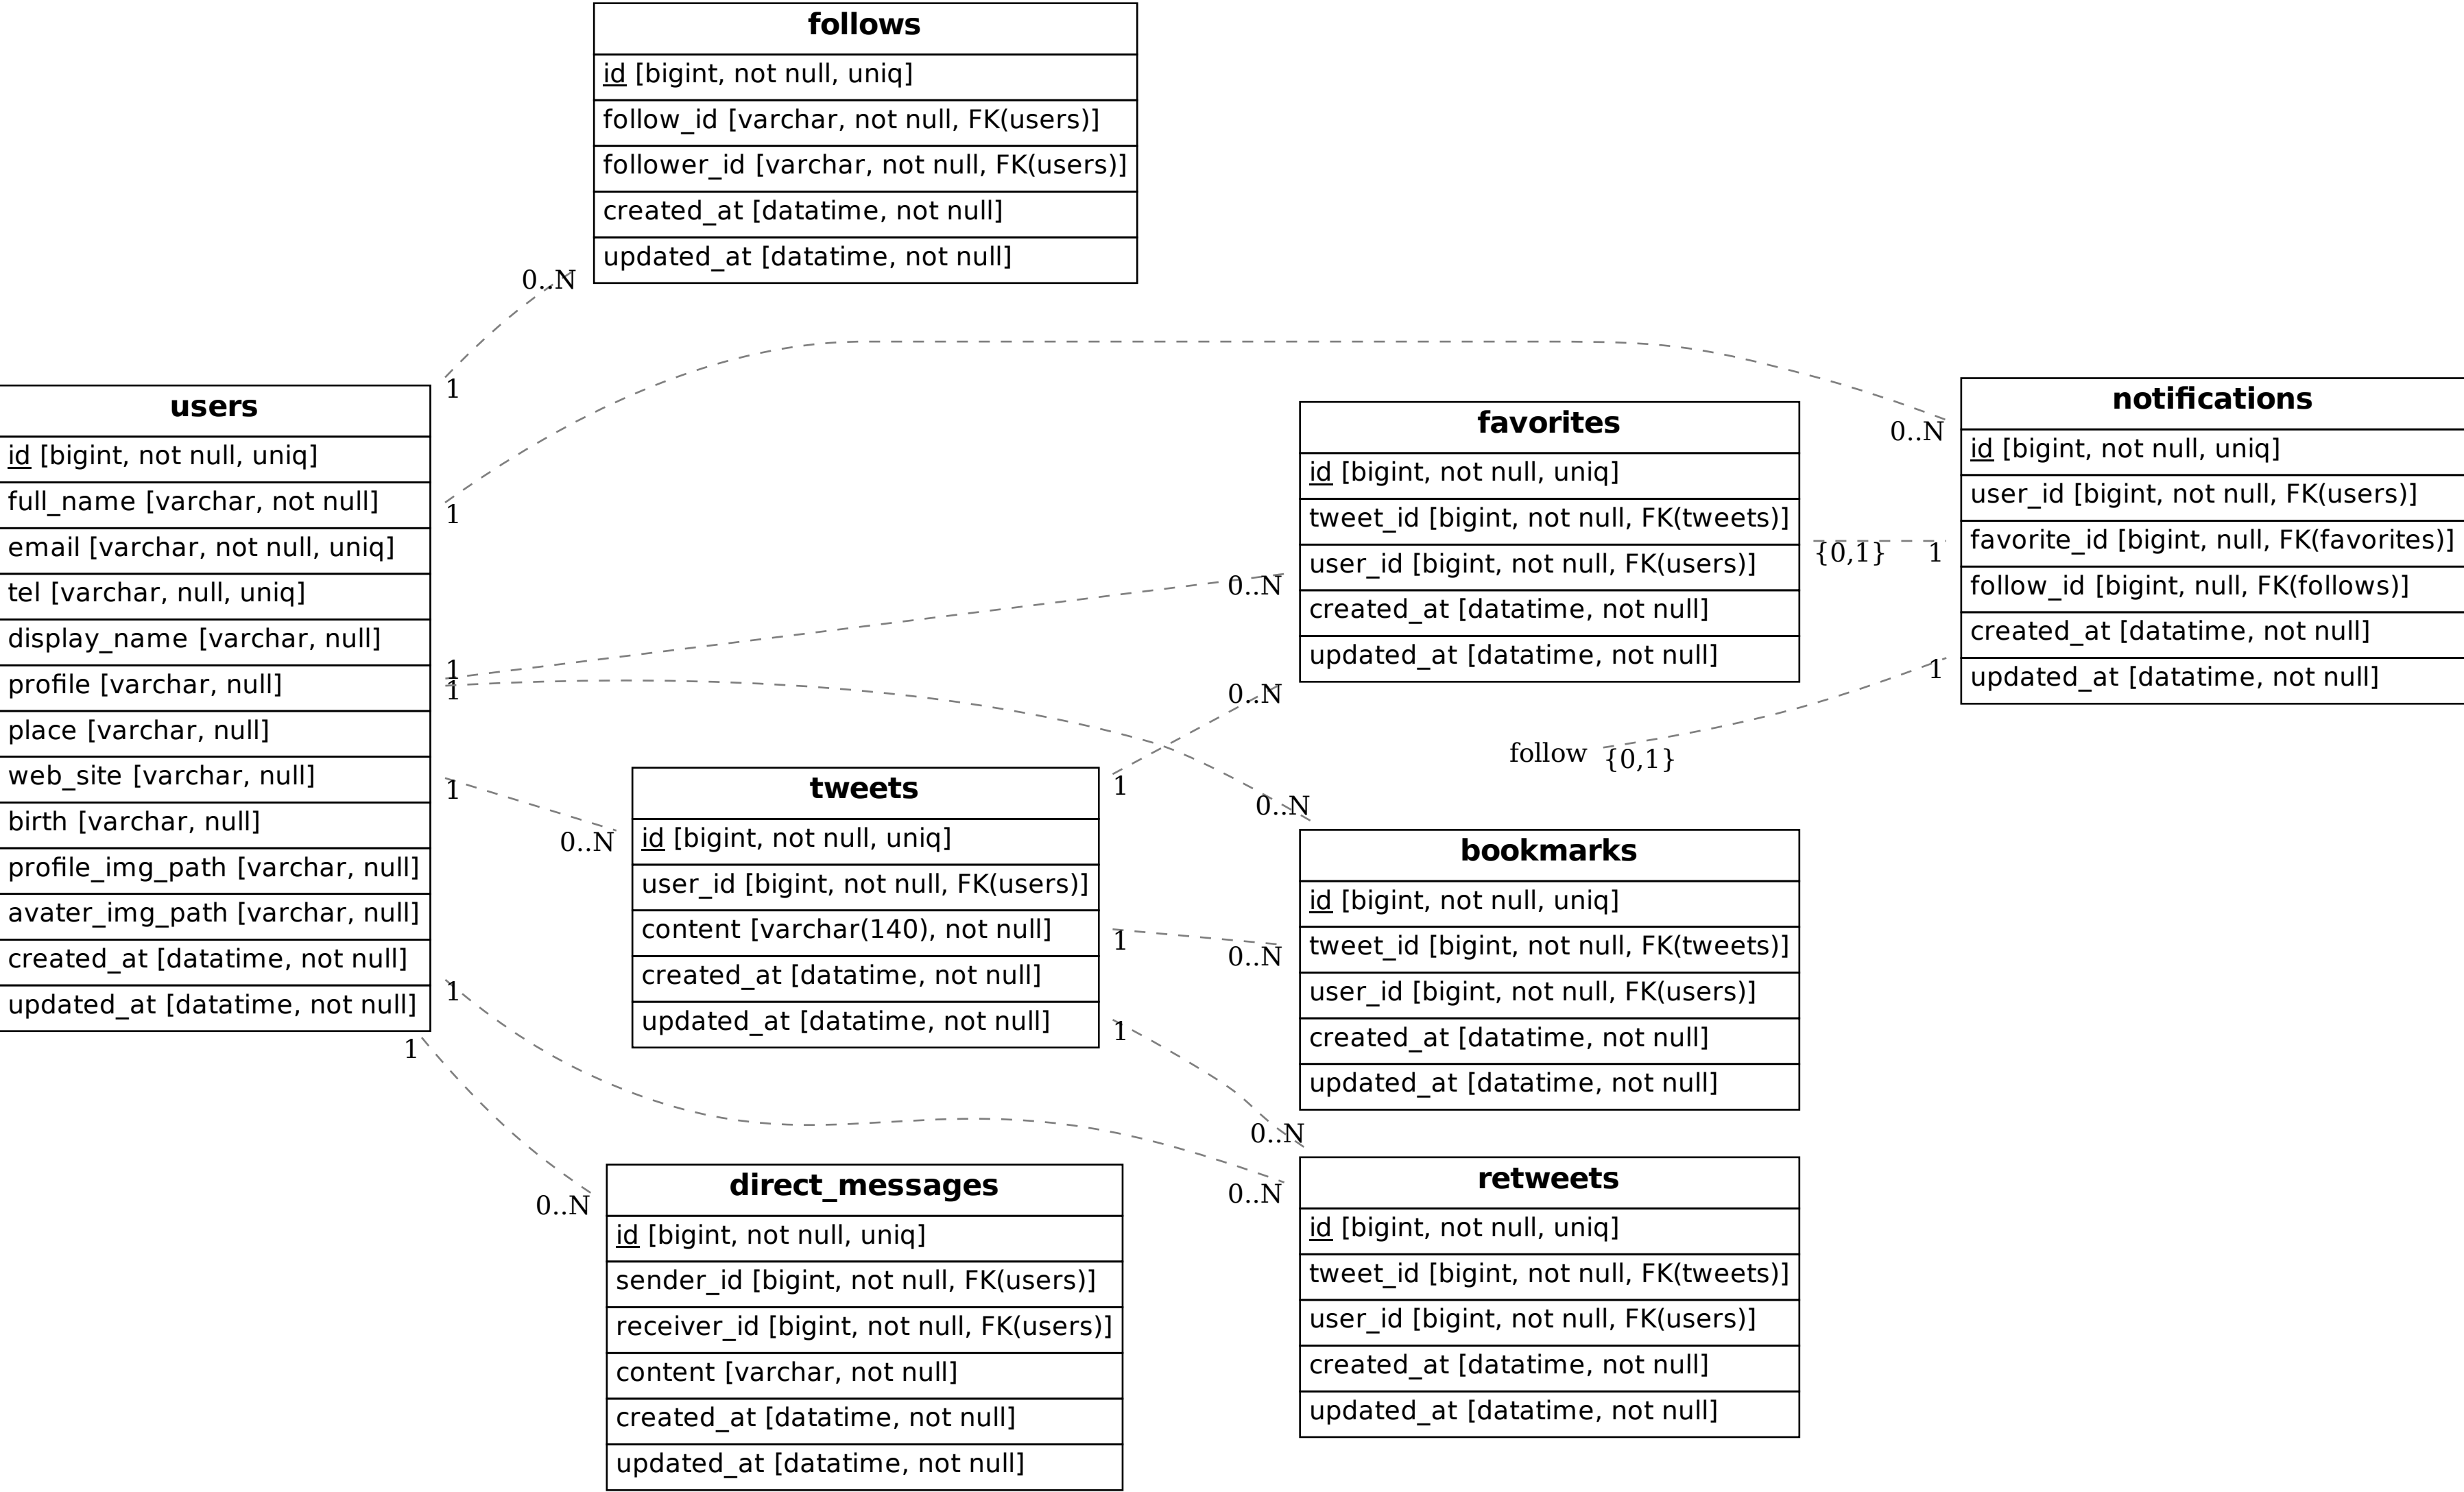 follows
id [bigint, not null, uniq]
follow_id [varchar, not null, FK(users)]
follower_id [varchar, not null, FK(users)]
created_at [datatime, not null]
updated_at [datatime, not null]
0..N
1
users
id [bigint, not null, uniq]
full_name [varchar, not null]
email [varchar, not null, uniq]
tel [varchar, null, uniq]
display_name [varchar, null]
profile [varchar, null]
place [varchar, null]
web_site [varchar, null]
birth [varchar, null]
profile_img_path [varchar, null]
avater_img_path [varchar, null]
created_at [datatime, not null]
updated_at [datatime, not null]
1
1
1
1
1
1
0..N
0..N
0..N
0..N
0..N
0..N
tweets
id [bigint, not null, uniq]
user_id [bigint, not null, FK(users)]
content [varchar(140), not null]
created_at [datatime, not null]
updated_at [datatime, not null]
1
1
1
0..N
0..N
0..N
direct_messages
id [bigint, not null, uniq]
sender_id [bigint, not null, FK(users)]
receiver_id [bigint, not null, FK(users)]
content [varchar, not null]
created_at [datatime, not null]
updated_at [datatime, not null]
favorites
id [bigint, not null, uniq]
tweet_id [bigint, not null, FK(tweets)]
user_id [bigint, not null, FK(users)]
created_at [datatime, not null]
updated_at [datatime, not null]
{0,1}
1
follow
{0,1}
1
bookmarks
id [bigint, not null, uniq]
tweet_id [bigint, not null, FK(tweets)]
user_id [bigint, not null, FK(users)]
created_at [datatime, not null]
updated_at [datatime, not null]
retweets
id [bigint, not null, uniq]
tweet_id [bigint, not null, FK(tweets)]
user_id [bigint, not null, FK(users)]
created_at [datatime, not null]
updated_at [datatime, not null]
notifications
id [bigint, not null, uniq]
user_id [bigint, not null, FK(users)]
favorite_id [bigint, null, FK(favorites)]
follow_id [bigint, null, FK(follows)]
created_at [datatime, not null]
updated_at [datatime, not null]